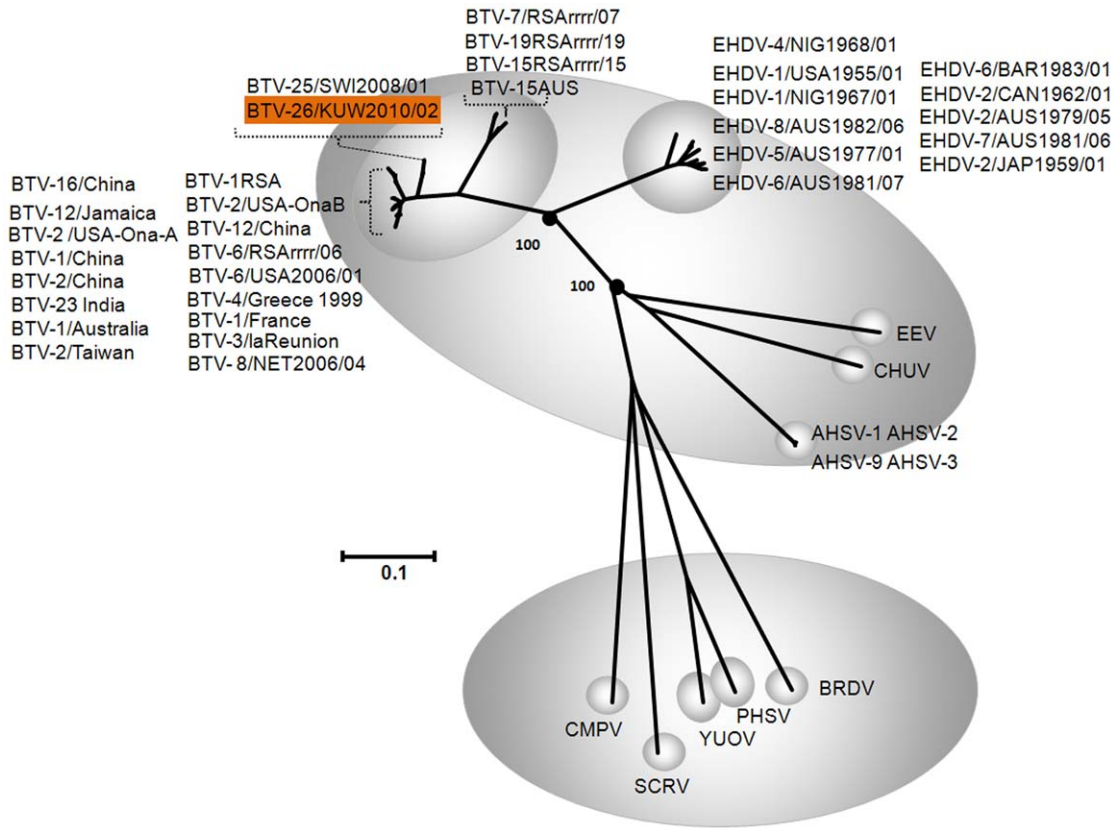 BTV-7/RSArrrr/07
BTV-19RSArrrr/19
BTV-15RSArrrr/15
BTV-15AUS
BTV-25/SWI2008/01
BTV-26/KUW2010/02
EHDV-4/NIG1968/01
EHDV-1/USA1955/01
EHDV-1/NIG1967/01
EHDV-8/AUS1982/06
EHDV-5/AUS1977/01
EHDV-6/AUS1981/07
EHDV-6/BAR1983/01
EHDV-2/CAN1962/01
EHDV-2/AUS1979/05
EHDV-7/AUS1981/06
EHDV-2/JAP1959/01
BTV-16/China
BTV-12/Jamaica
BTV-2 /USA-Ona-A
BTV-1/China
BTV-2/China
BTV-23 India
BTV-1/Australia
BTV-2/Taiwan
BTV-1RSA
BTV-2/USA-OnaB
BTV-12/China
BTV-6/RSArrrr/06
BTV-6/USA2006/01
BTV-4/Greece 1999
BTV-1/France
BTV-3/laReunion
BTV- 8/NET2006/04
100
100
EEV
CHUV
AHSV-1 AHSV-2
AHSV-9 AHSV-3
0.1
CMPV
SCRV
YUOV
PHSV
BRDV